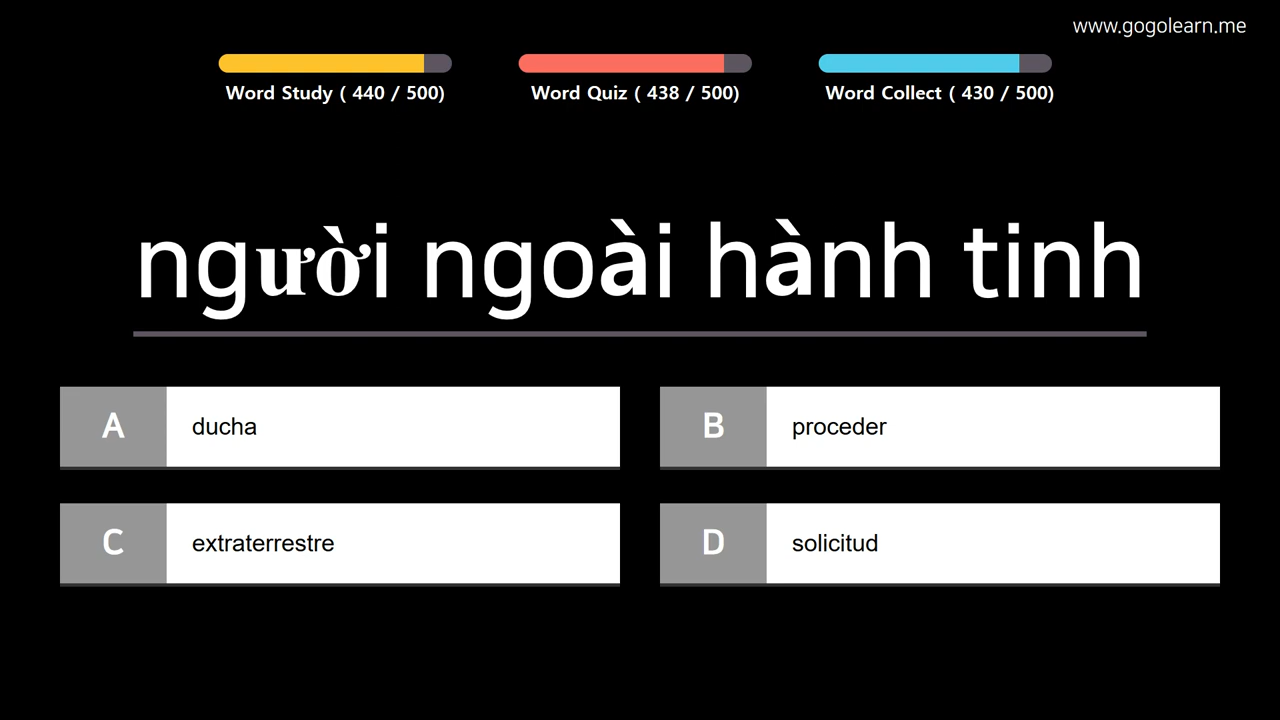 www.gogolearn.me
Word Study ( 440 / 500)
Word Quiz ( 438 / 500)
Word Collect ( 430 / 500)
người ngoài hành tinh
A ducha
B proceder
C extraterrestre
D solicitud